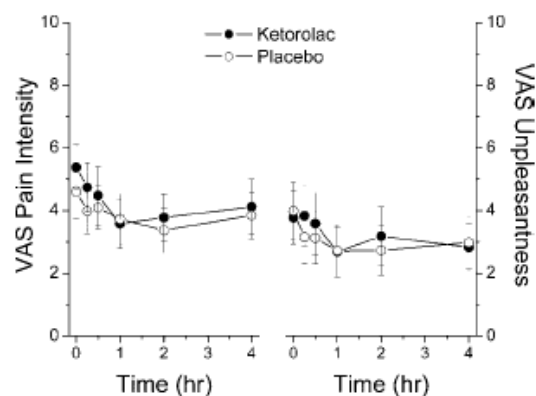 10
8
6
4
2
0
VAS Pain Intensity
Ketorolac
Placebo
0 1 2 3 4
Time (hr)
0 1 2 3 4
Time (hr)
10
8
6
4
2
0
VAS Unpleasantness